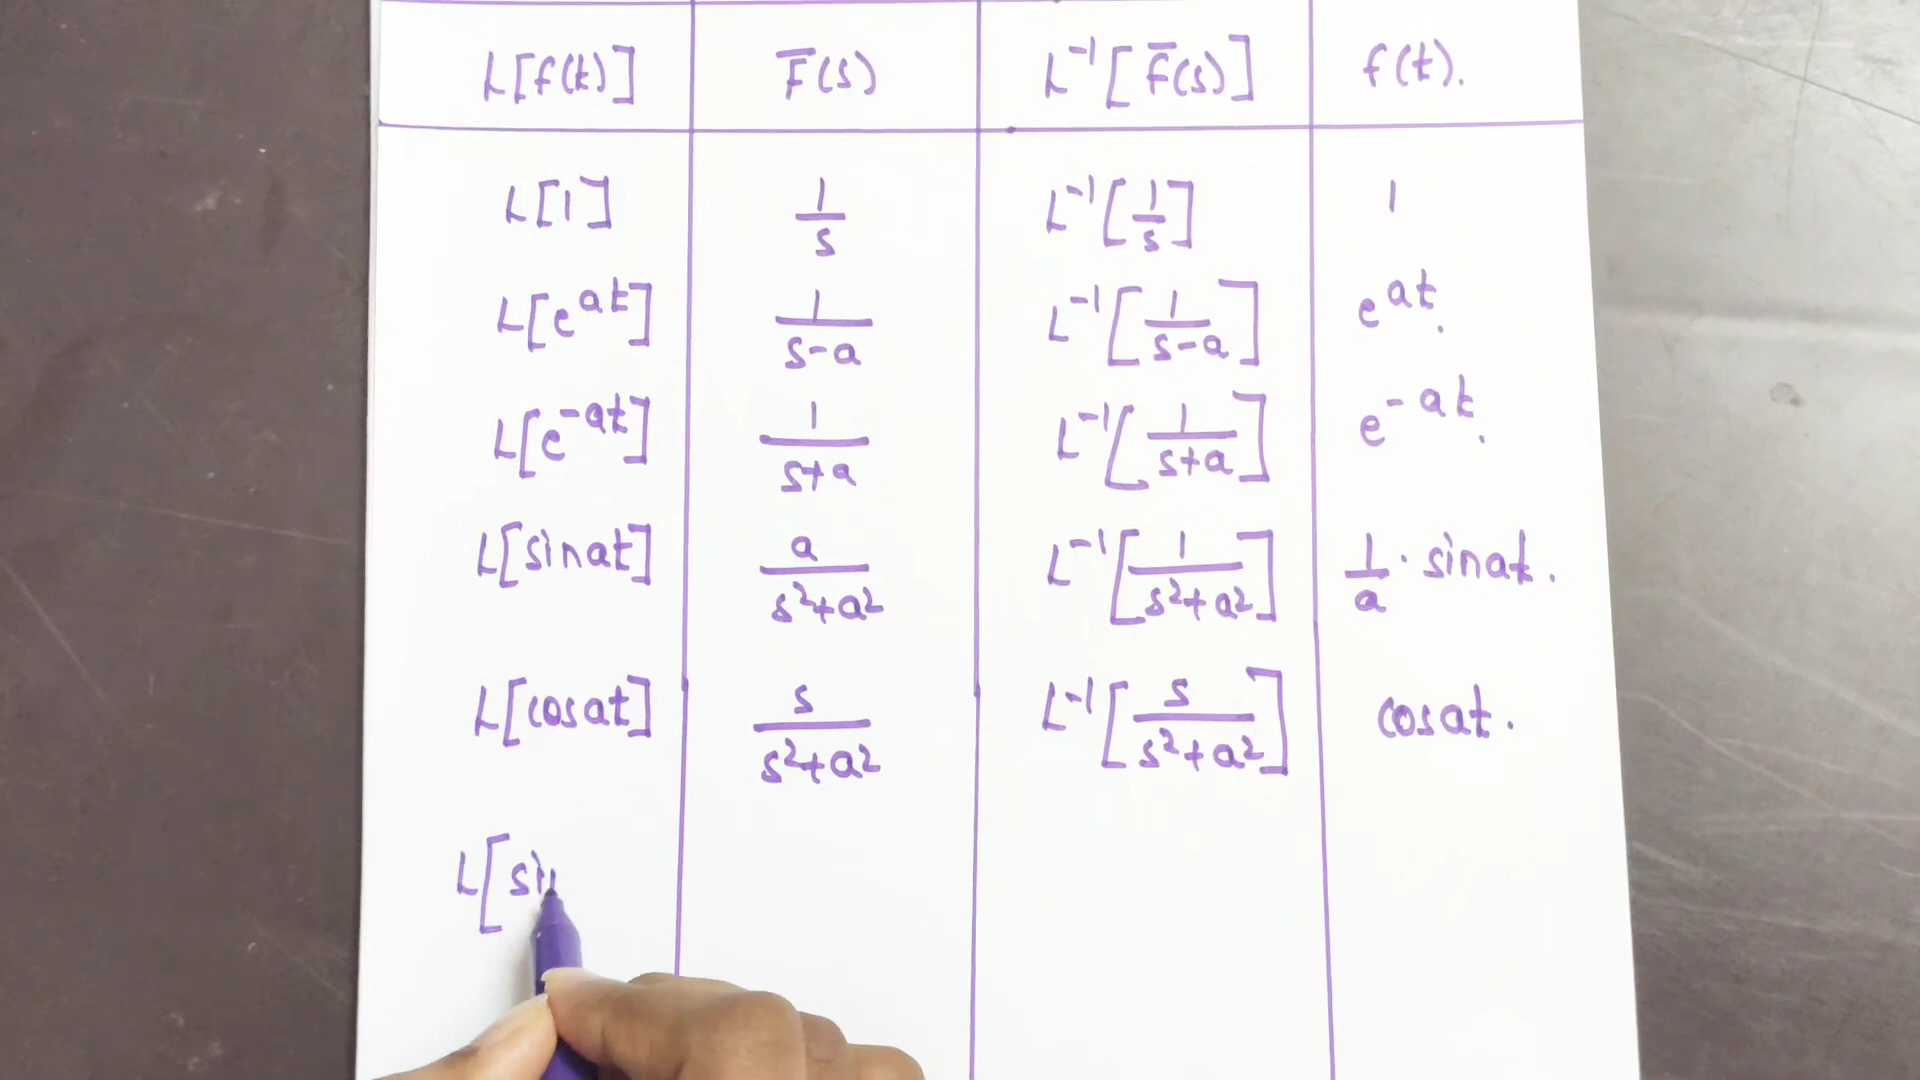 L[f(t)] F̅(s) L⁻¹[F̅(s)] f(t).
L[1] 1/s L⁻¹[1/s] 1
L[e^at] 1/(s-a) L⁻¹[1/(s-a)] e^at.
L[e^-at] 1/(s+a) L⁻¹[1/(s+a)] e^-at.
L[sinat] a/(s²+a²) L⁻¹[1/(s²+a²)] 1/a · sinat.
L[cosat] s/(s²+a²) L⁻¹[s/(s²+a²)] cosat.
L[si